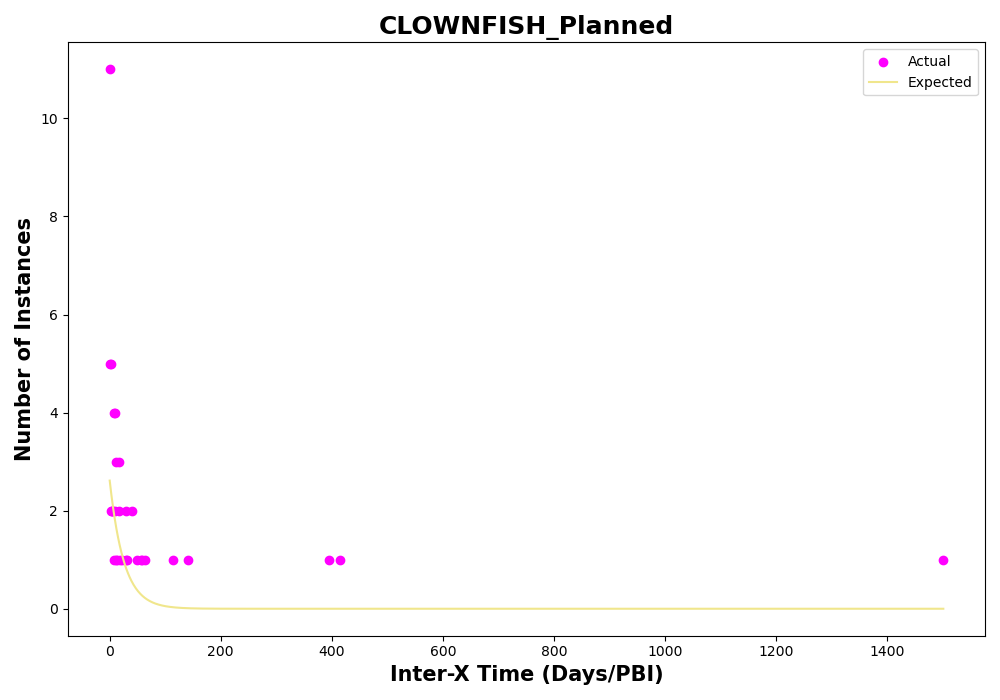 CLOWNFISH_Planned
Actual
Expected
10
8
6
4
2
0
Number of Instances
0 200 400 600 800 1000 1200 1400
Inter-X Time (Days/PBI)